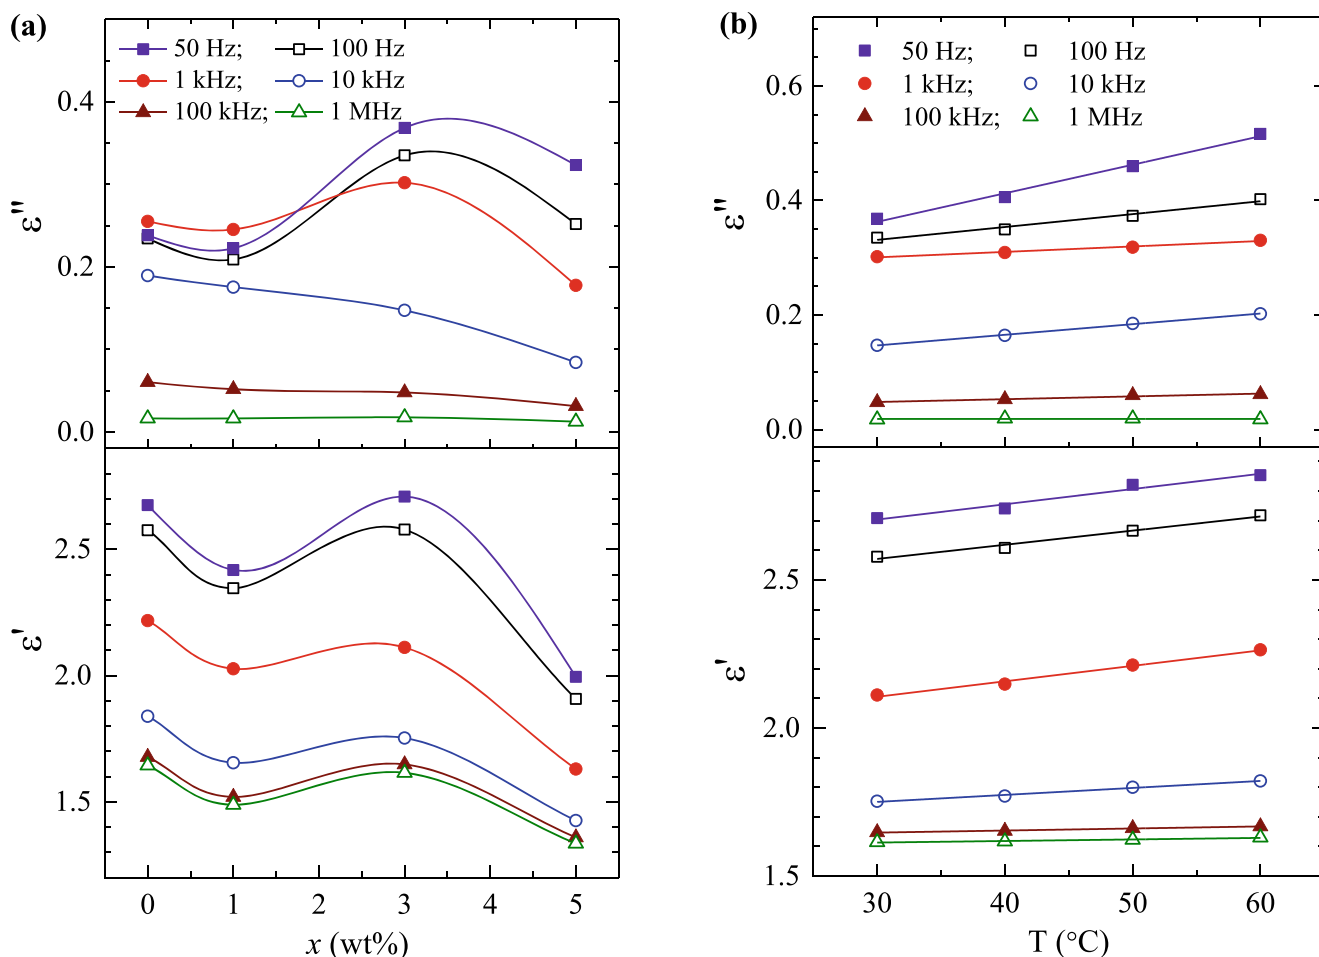 (a)
50 Hz; 100 Hz
1 kHz; 10 kHz
100 kHz; 1 MHz
ε''
0.4
0.2
0.0
ε'
2.5
2.0
1.5
0 1 2 3 4 5
x (wt%)
(b)
50 Hz; 100 Hz
1 kHz; 10 kHz
100 kHz; 1 MHz
ε''
0.6
0.4
0.2
0.0
ε'
2.5
2.0
1.5
30 40 50 60
T (°C)